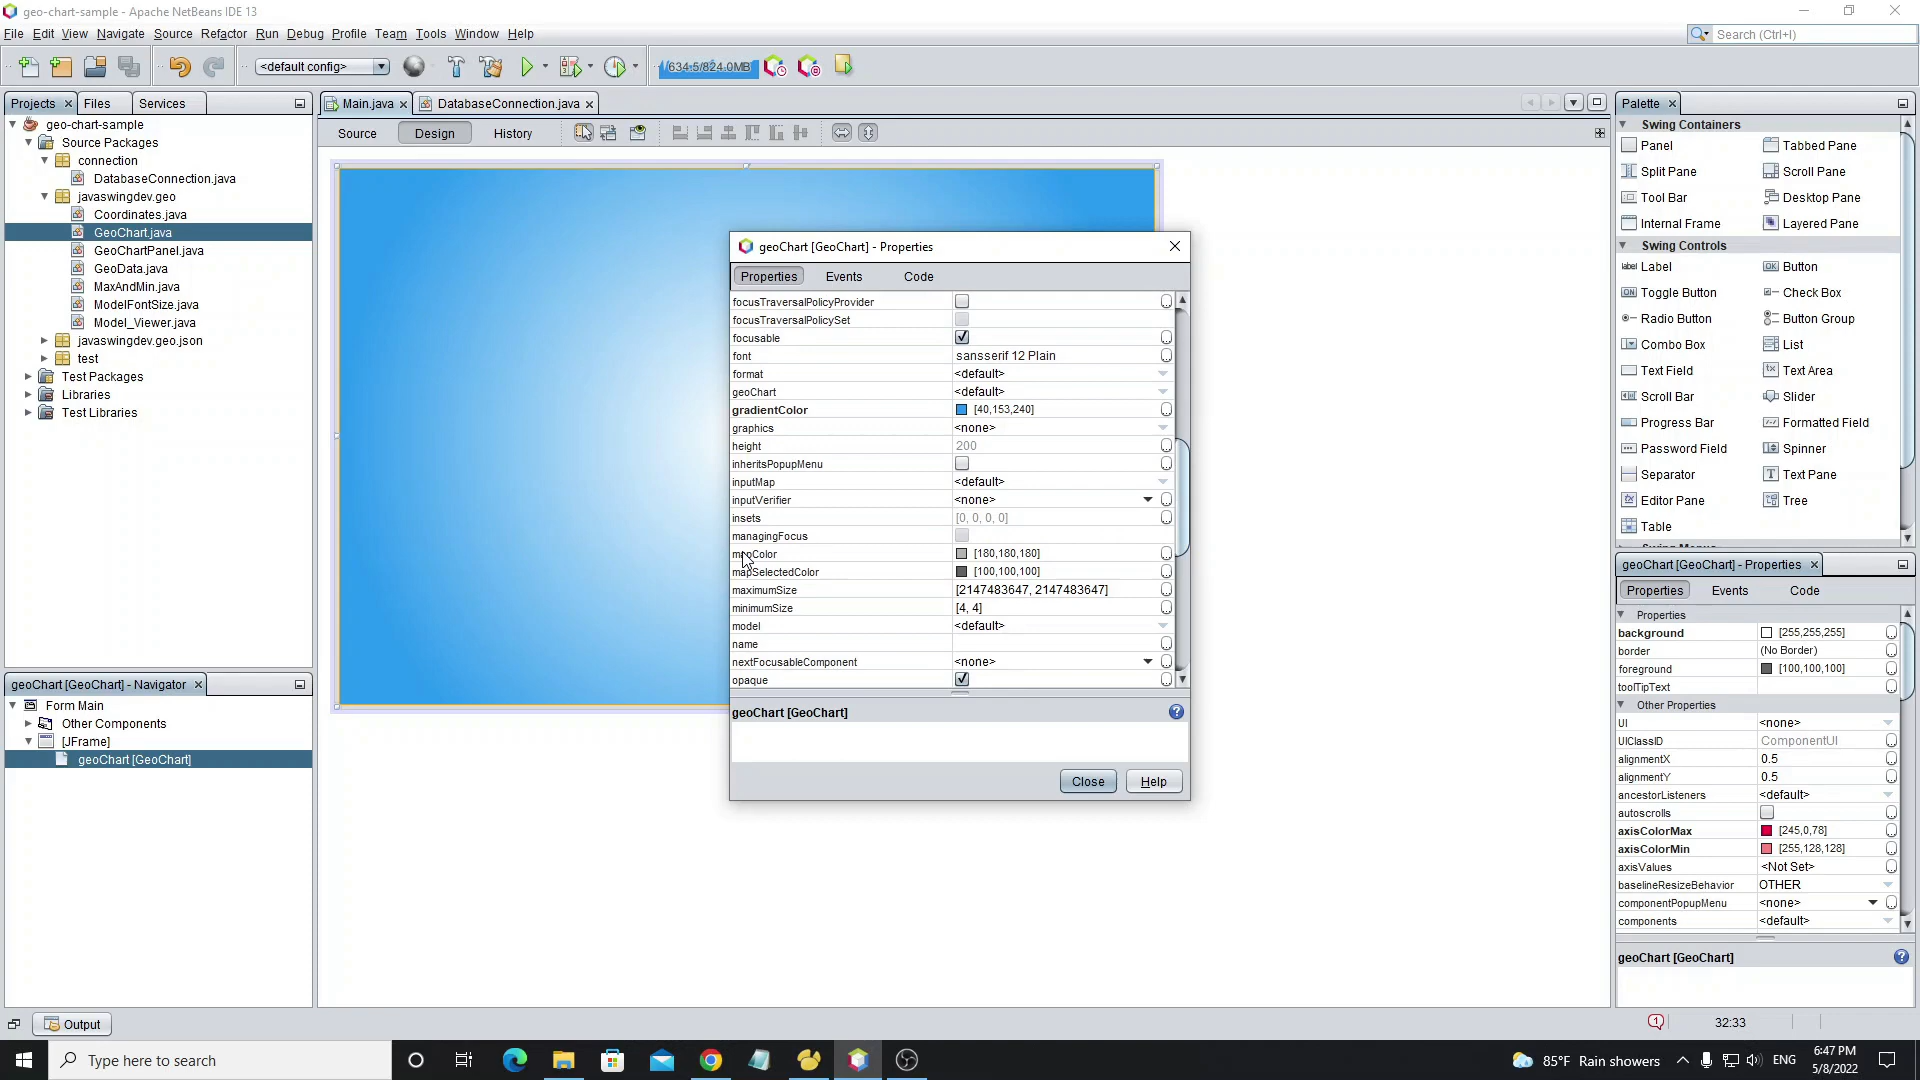 geo-chart-sample - Apache NetBeans IDE 13
File Edit View Navigate Source Refactor Run Debug Profile Team Tools Window Help
Search (Ctrl+I)
<default config>
634.5/824.0MB
Projects Files Services
geo-chart-sample
Source Packages
connection
DatabaseConnection.java
javaswingdev.geo
Coordinates.java
GeoChart.java
GeoChartPanel.java
GeoData.java
MaxAndMin.java
ModelFontSize.java
Model_Viewer.java
javaswingdev.geo.json
test
Test Packages
Libraries
Test Libraries
geoChart [GeoChart] - Navigator
Form Main
Other Components
[JFrame]
geoChart [GeoChart]
Output
Main.java DatabaseConnection.java
Source Design History
geoChart [GeoChart] - Properties
Properties Events Code
focusTraversalPolicyProvider
focusTraversalPolicySet
focusable
font sansserif 12 Plain
format <default>
geoChart <default>
gradientColor [40,153,240]
graphics <none>
height 200
inheritsPopupMenu
inputMap <default>
inputVerifier <none>
insets [0, 0, 0, 0]
managingFocus
mapColor [180,180,180]
mapSelectedColor [100,100,100]
maximumSize [2147483647, 2147483647]
minimumSize [4, 4]
model <default>
name
nextFocusableComponent <none>
opaque
geoChart [GeoChart]
Close Help
Palette
Swing Containers
Panel Tabbed Pane
Split Pane Scroll Pane
Tool Bar Desktop Pane
Internal Frame Layered Pane
Swing Controls
label Label OK Button
ON Toggle Button Check Box
Radio Button Button Group
Combo Box List
Text Field Text Area
Scroll Bar Slider
Progress Bar Formatted Field
Password Field Spinner
Separator Text Pane
Editor Pane Tree
Table
geoChart [GeoChart] - Properties
Properties Events Code
Properties
background [255,255,255]
border (No Border)
foreground [100,100,100]
toolTipText
Other Properties
UI <none>
UIClassID ComponentUI
alignmentX 0.5
alignmentY 0.5
ancestorListeners <default>
autoscrolls
axisColorMax [245,0,78]
axisColorMin [255,128,128]
axisValues <Not Set>
baselineResizeBehavior OTHER
componentPopupMenu <none>
components <default>
geoChart [GeoChart]
1 32:33
Type here to search
85°F Rain showers
ENG
6:47 PM
5/8/2022